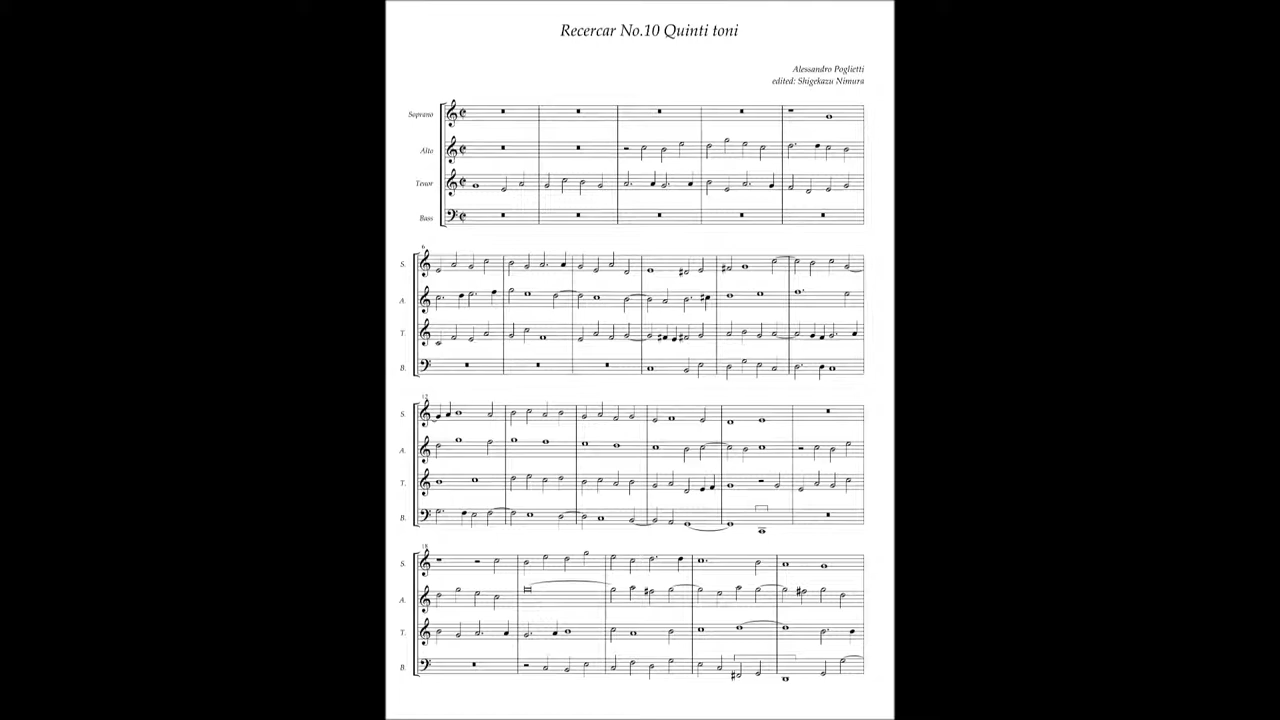 Recercar No.10 Quinti toni
Alessandro Poglietti
edited: Shigekazu Nimura
Soprano
Alto
Tenor
Bass
6
S.
A.
T.
B.
12
S.
A.
T.
B.
18
S.
A.
T.
B.